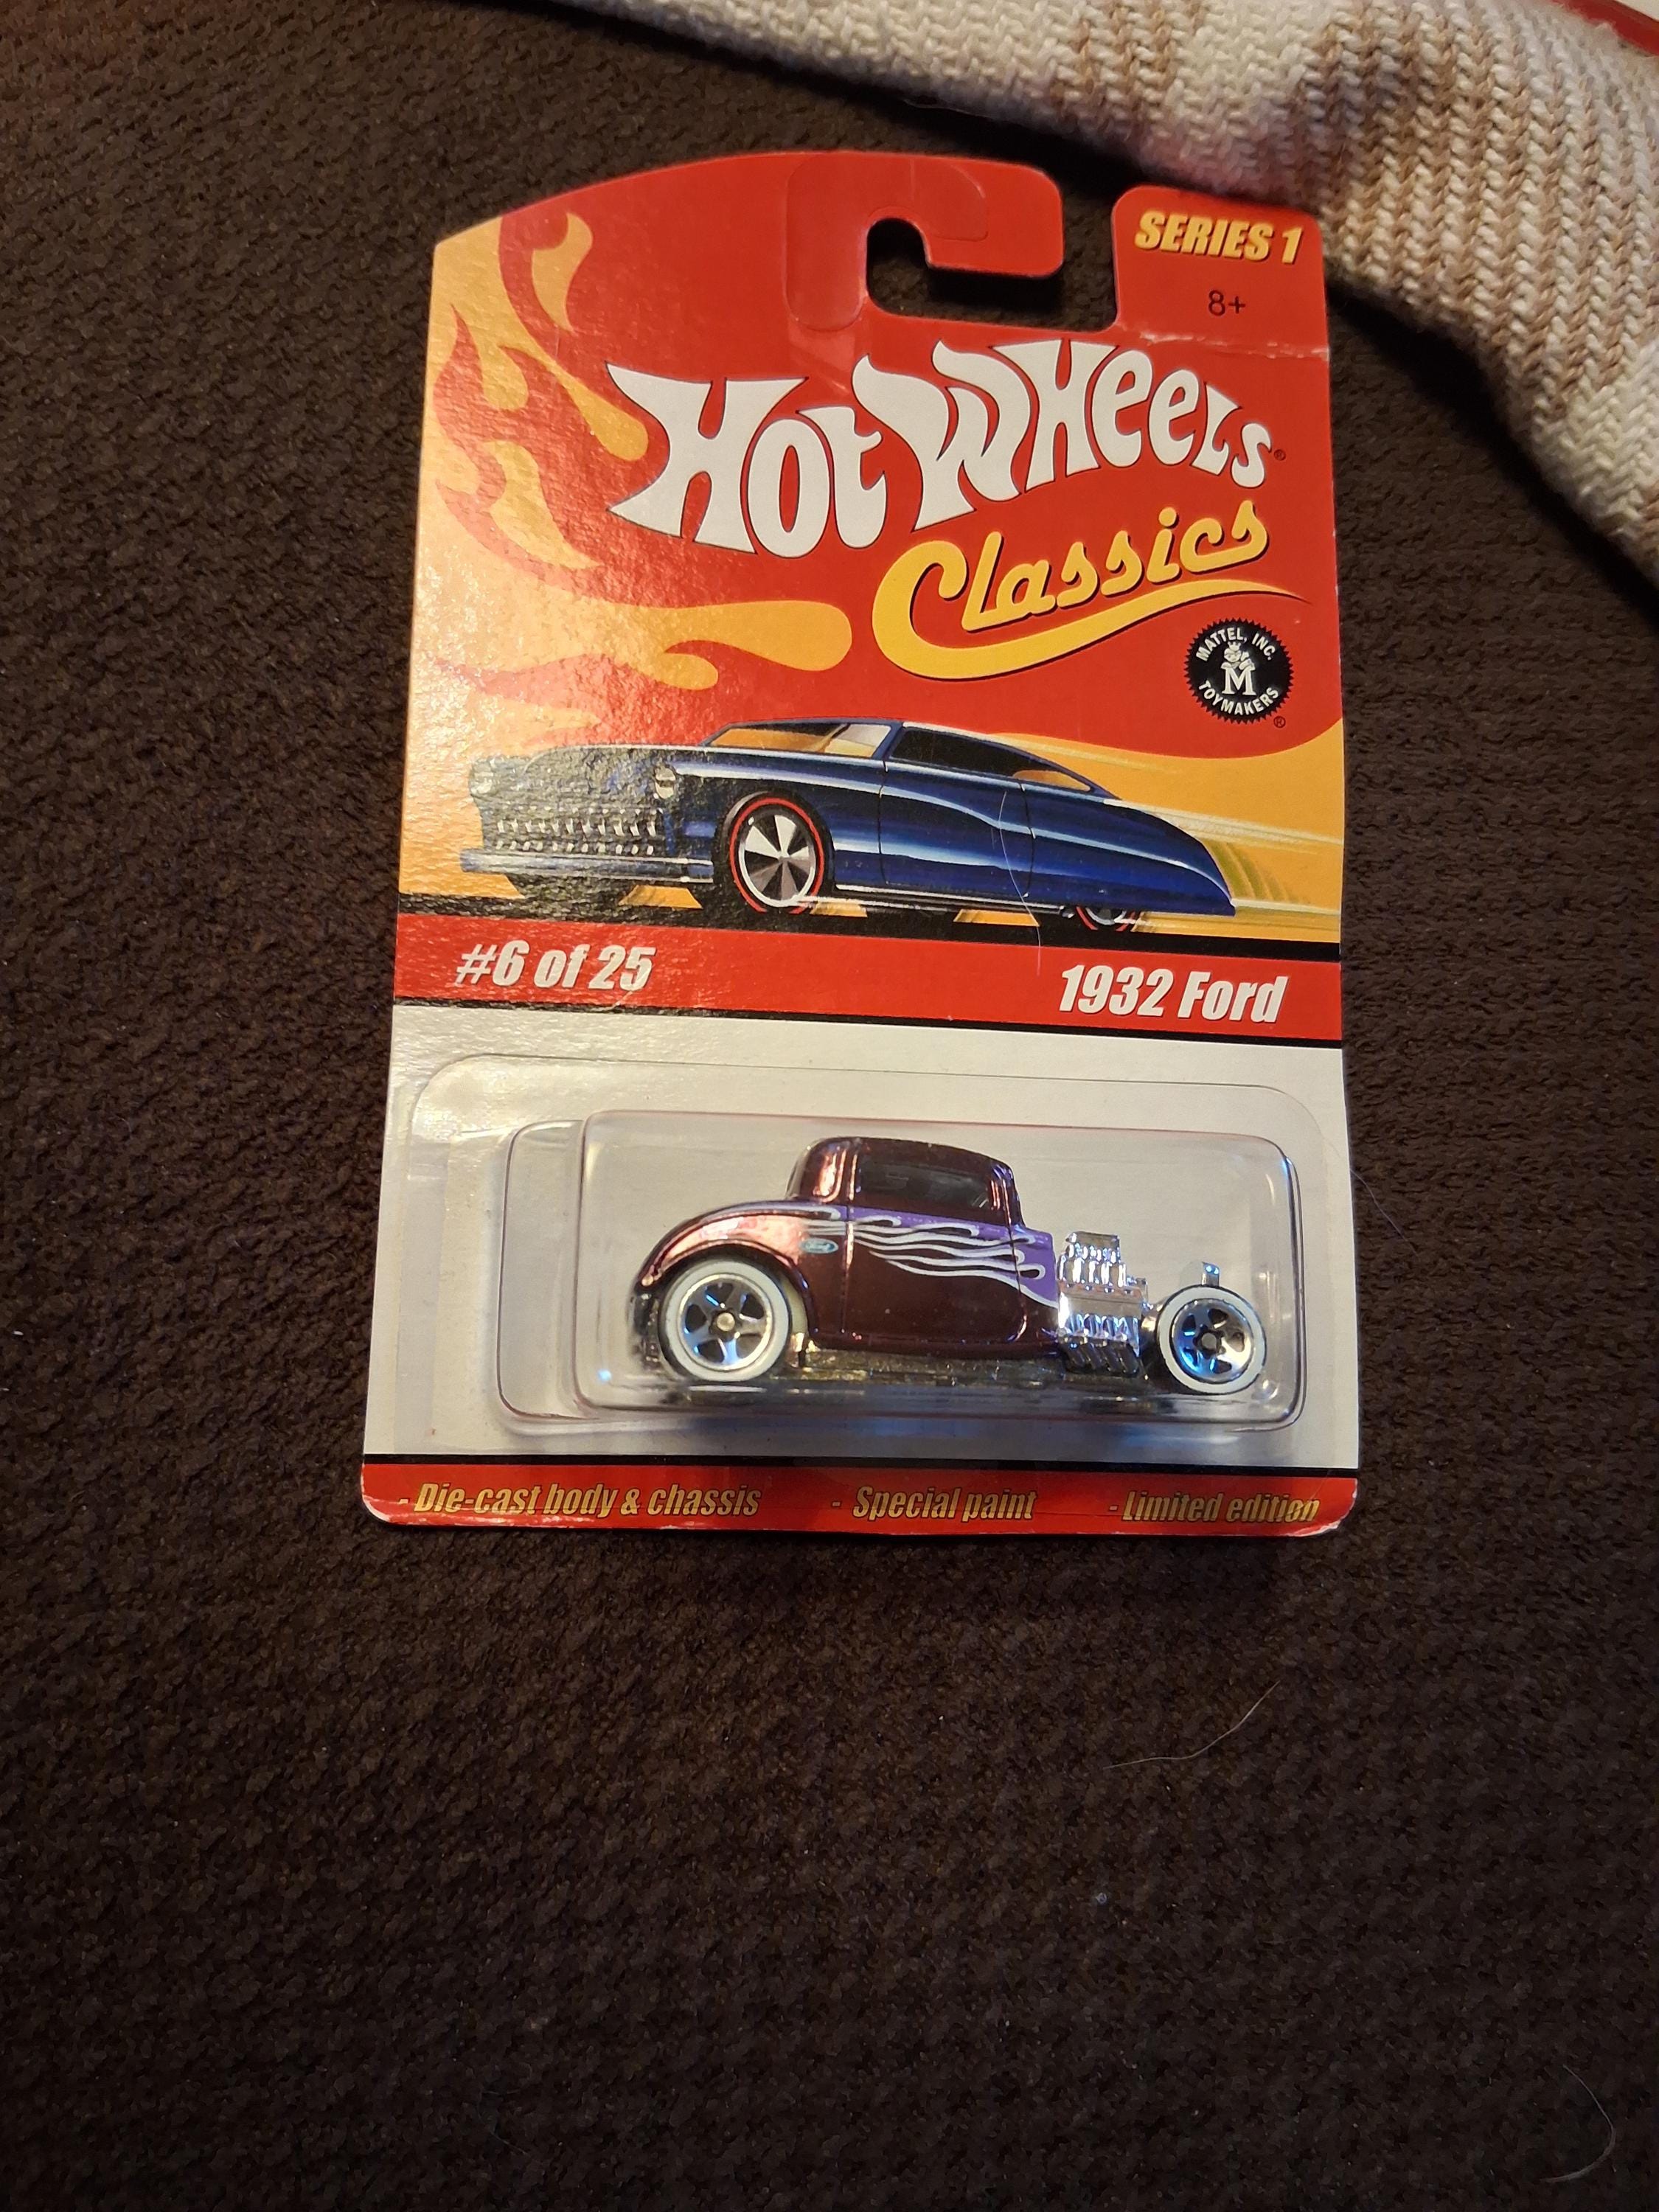 SERIES 1
8+
Hot Wheels®
Classics
MATTEL, INC.
M
TOYMAKERS
®
#6 of 25
1932 Ford
Ford
- Die-cast body & chassis - Special paint - Limited edition